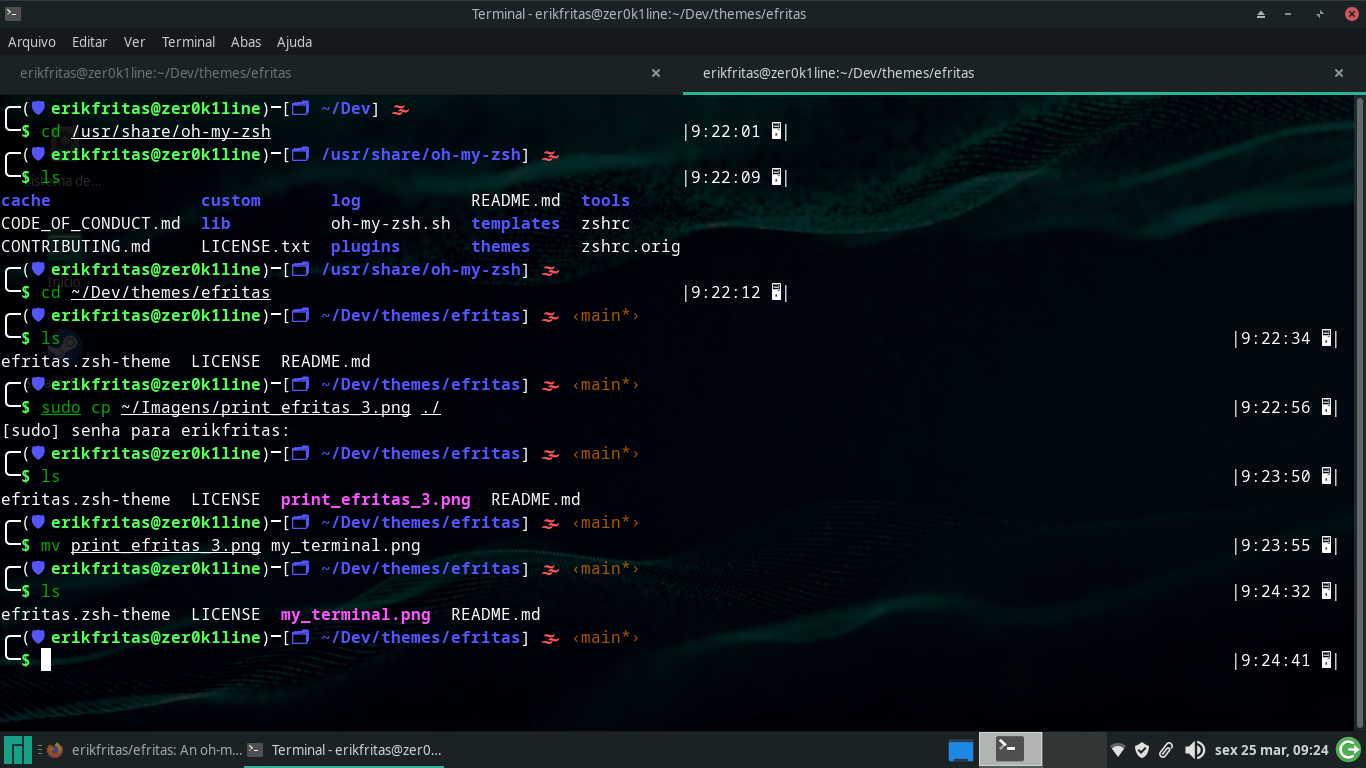 Terminal - erikfritas@zer0k1line:~/Dev/themes/efritas
Arquivo Editar Ver Terminal Abas Ajuda
erikfritas@zer0k1line:~/Dev/themes/efritas erikfritas@zer0k1line:~/Dev/themes/efritas
(erikfritas@zer0k1line)-[ ~/Dev]
$ cd /usr/share/oh-my-zsh |9:22:01 |
(erikfritas@zer0k1line)-[ /usr/share/oh-my-zsh]
$ ls |9:22:09 |
Sistema de...
cache custom log README.md tools
CODE_OF_CONDUCT.md lib oh-my-zsh.sh templates zshrc
CONTRIBUTING.md LICENSE.txt plugins themes zshrc.orig
(erikfritas@zer0k1line)-[ /usr/share/oh-my-zsh]
Início
$ cd ~/Dev/themes/efritas |9:22:12 |
(erikfritas@zer0k1line)-[ ~/Dev/themes/efritas] ‹main*›
$ ls |9:22:34 |
efritas.zsh-theme LICENSE README.md
(erikfritas@zer0k1line)-[ ~/Dev/themes/efritas] ‹main*›
$ sudo cp ~/Imagens/print_efritas_3.png ./ |9:22:56 |
[sudo] senha para erikfritas:
(erikfritas@zer0k1line)-[ ~/Dev/themes/efritas] ‹main*›
$ ls |9:23:50 |
efritas.zsh-theme LICENSE print_efritas_3.png README.md
(erikfritas@zer0k1line)-[ ~/Dev/themes/efritas] ‹main*›
$ mv print_efritas_3.png my_terminal.png |9:23:55 |
(erikfritas@zer0k1line)-[ ~/Dev/themes/efritas] ‹main*›
$ ls |9:24:32 |
efritas.zsh-theme LICENSE my_terminal.png README.md
(erikfritas@zer0k1line)-[ ~/Dev/themes/efritas] ‹main*›
$ |9:24:41 |
erikfritas/efritas: An oh-m... Terminal - erikfritas@zer0... sex 25 mar, 09:24